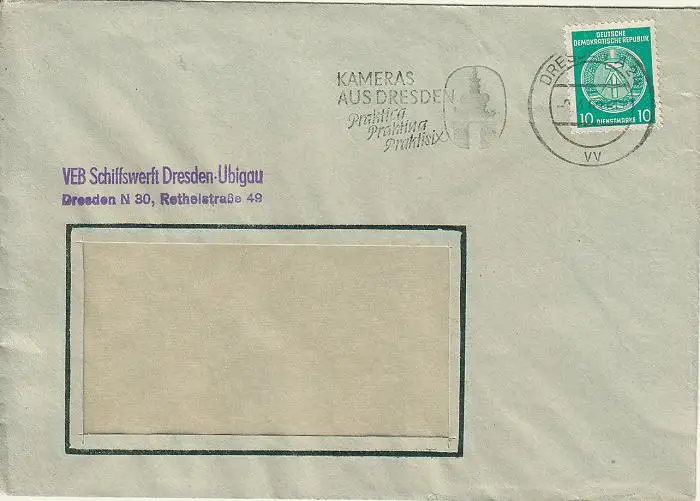 KAMERAS
AUS DRESDEN
Praktica
Praktina
Praktisix
DEUTSCHE
DEMOKRATISCHE REPUBLIK
10 DIENSTMARKE 10
VV
VEB Schiffswerft Dresden-Übigau
Dresden N 30, Rethelstraße 49